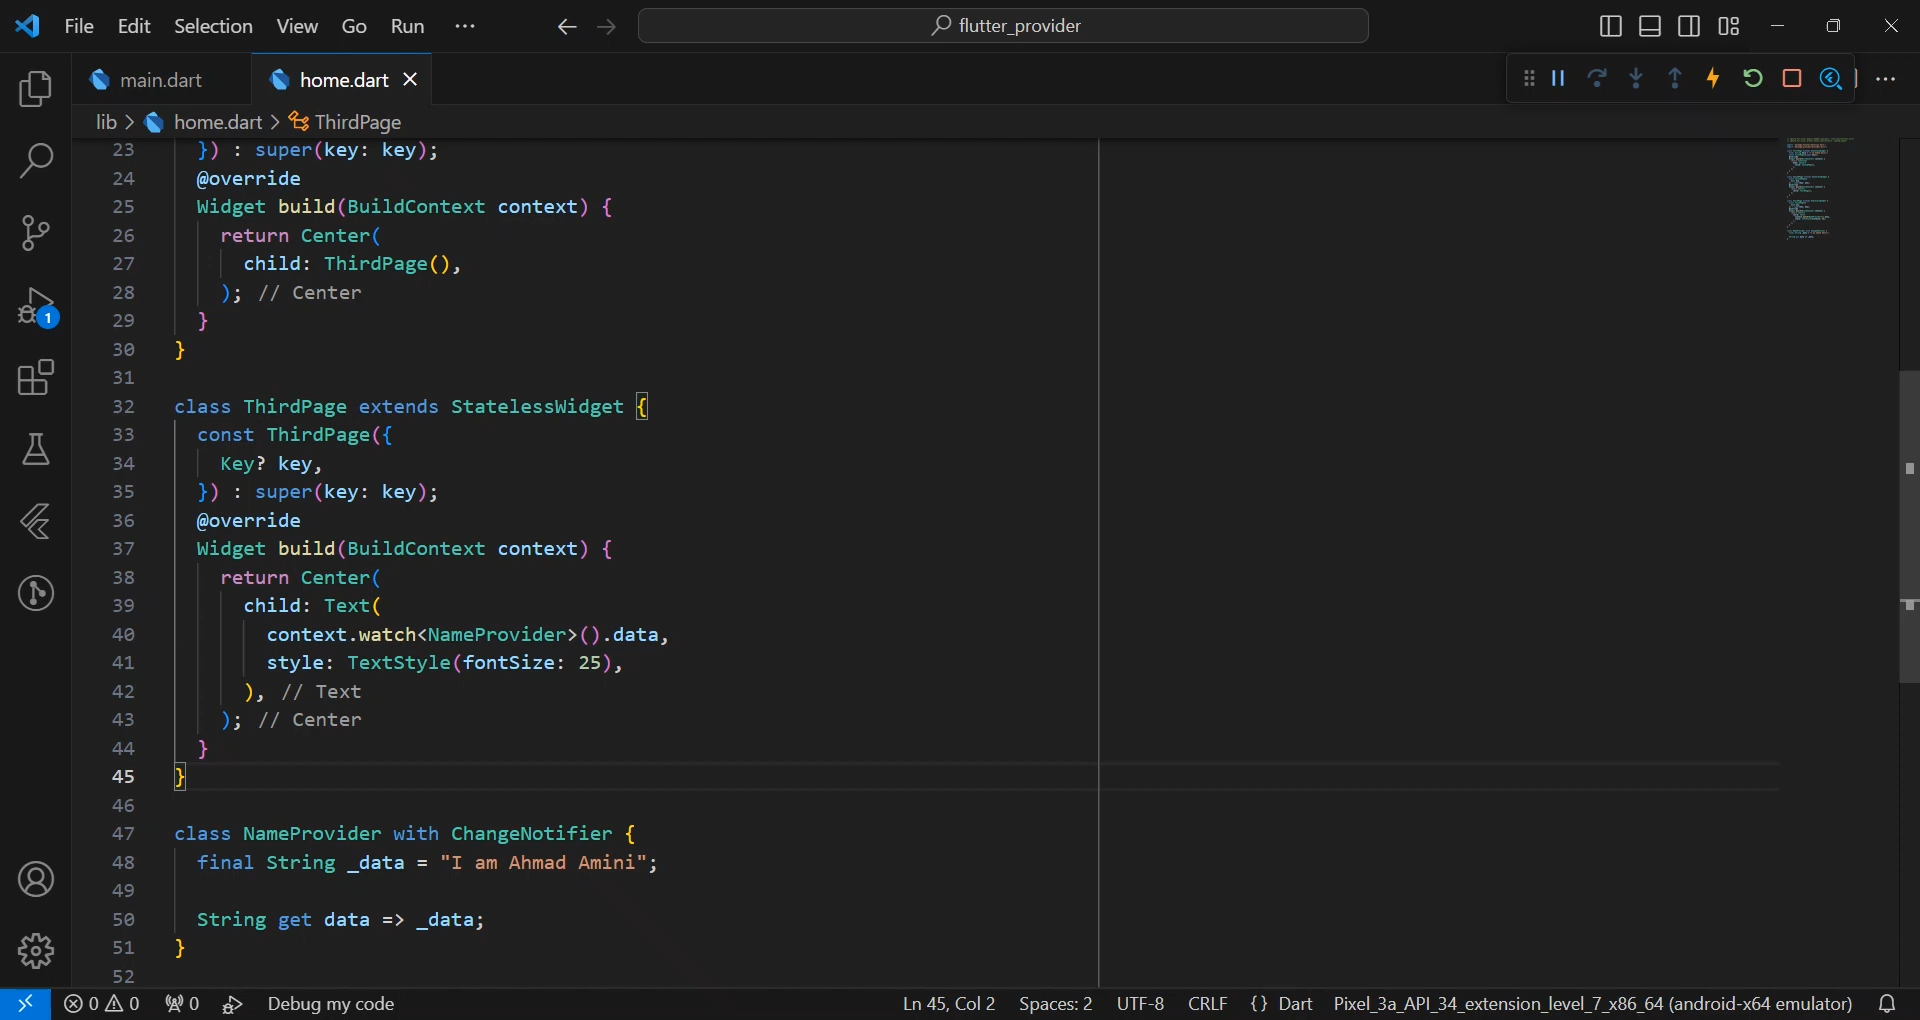 File Edit Selection View Go Run ··· flutter_provider
main.dart home.dart
lib > home.dart > ThirdPage
23 }) : super(key: key);
24 @override
25 Widget build(BuildContext context) {
26 return Center(
27 child: ThirdPage(),
28 ); // Center
29 }
30 }
31
32 class ThirdPage extends StatelessWidget {
33 const ThirdPage({
34 Key? key,
35 }) : super(key: key);
36 @override
37 Widget build(BuildContext context) {
38 return Center(
39 child: Text(
40 context.watch<NameProvider>().data,
41 style: TextStyle(fontSize: 25),
42 ), // Text
43 ); // Center
44 }
45 }
46
47 class NameProvider with ChangeNotifier {
48 final String _data = "I am Ahmad Amini";
49
50 String get data => _data;
51 }
52
1
0 0 0 Debug my code Ln 45, Col 2 Spaces: 2 UTF-8 CRLF {} Dart Pixel_3a_API_34_extension_level_7_x86_64 (android-x64 emulator)